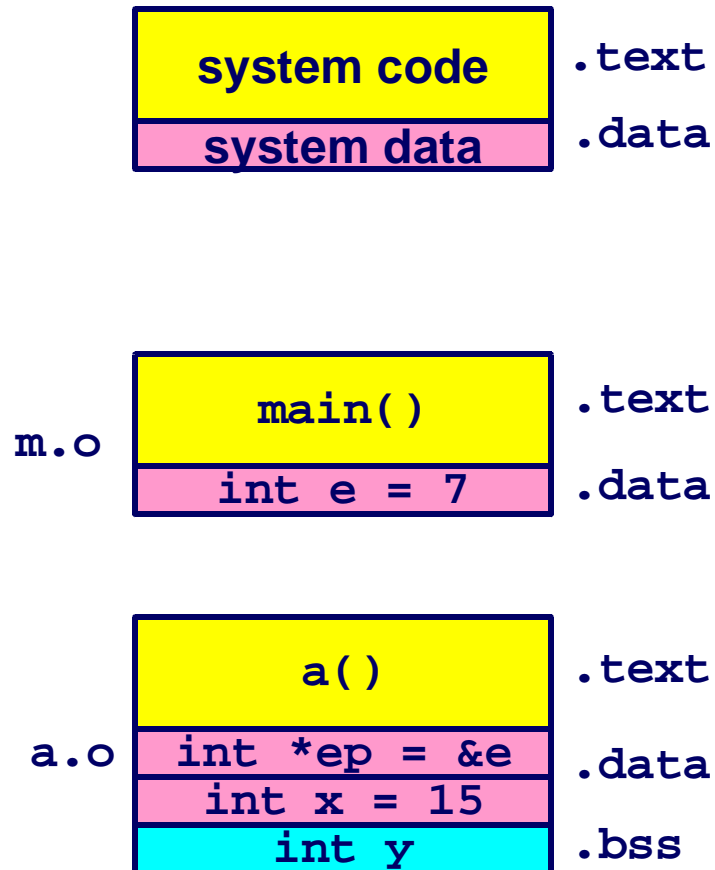 system code .text
system data .data
m.o
main() .text
int e = 7 .data
a.o
a() .text
int *ep = &e .data
int x = 15
int y .bss